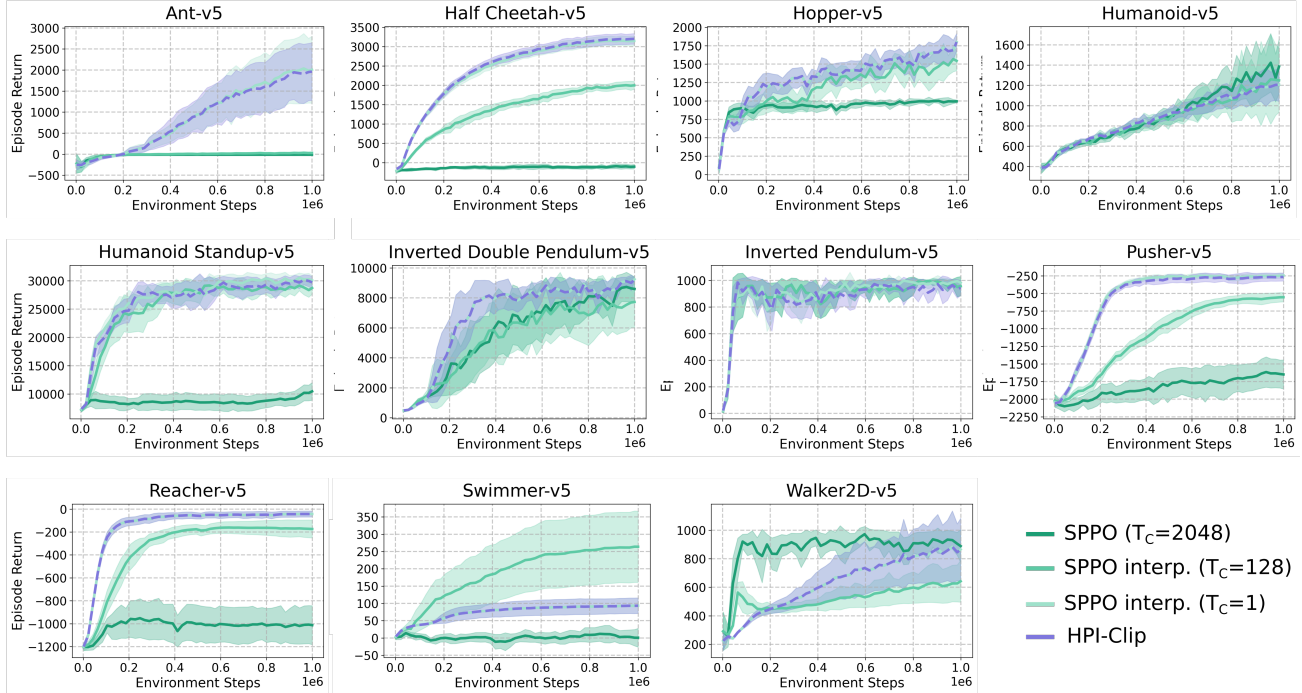 Ant-v5
Half Cheetah-v5
Hopper-v5
Humanoid-v5
Episode Return
3000
2500
2000
1500
1000
500
0
−500
0.0 0.2 0.4 0.6 0.8 1.0
1e6
Environment Steps
3500
3000
2500
2000
1500
1000
500
0
0.0 0.2 0.4 0.6 0.8 1.0
1e6
Environment Steps
2000
1750
1500
1250
1000
750
500
250
0
0.0 0.2 0.4 0.6 0.8 1.0
1e6
Environment Steps
1600
1400
1200
1000
800
600
400
0.0 0.2 0.4 0.6 0.8 1.0
1e6
Environment Steps
Humanoid Standup-v5
Inverted Double Pendulum-v5
Inverted Pendulum-v5
Pusher-v5
Episode Return
30000
25000
20000
15000
10000
0.0 0.2 0.4 0.6 0.8 1.0
1e6
Environment Steps
10000
8000
6000
4000
2000
0
0.0 0.2 0.4 0.6 0.8 1.0
1e6
Environment Steps
1000
800
600
400
200
0
0.0 0.2 0.4 0.6 0.8 1.0
1e6
Environment Steps
−250
−500
−750
−1000
−1250
−1500
−1750
−2000
−2250
0.0 0.2 0.4 0.6 0.8 1.0
1e6
Environment Steps
Reacher-v5
Swimmer-v5
Walker2D-v5
Episode Return
0
−200
−400
−600
−800
−1000
−1200
0.0 0.2 0.4 0.6 0.8 1.0
1e6
Environment Steps
350
300
250
200
150
100
50
0
−50
0.0 0.2 0.4 0.6 0.8 1.0
1e6
Environment Steps
1000
800
600
400
200
0.0 0.2 0.4 0.6 0.8 1.0
1e6
Environment Steps
SPPO (T_C=2048)
SPPO interp. (T_C=128)
SPPO interp. (T_C=1)
HPI-Clip